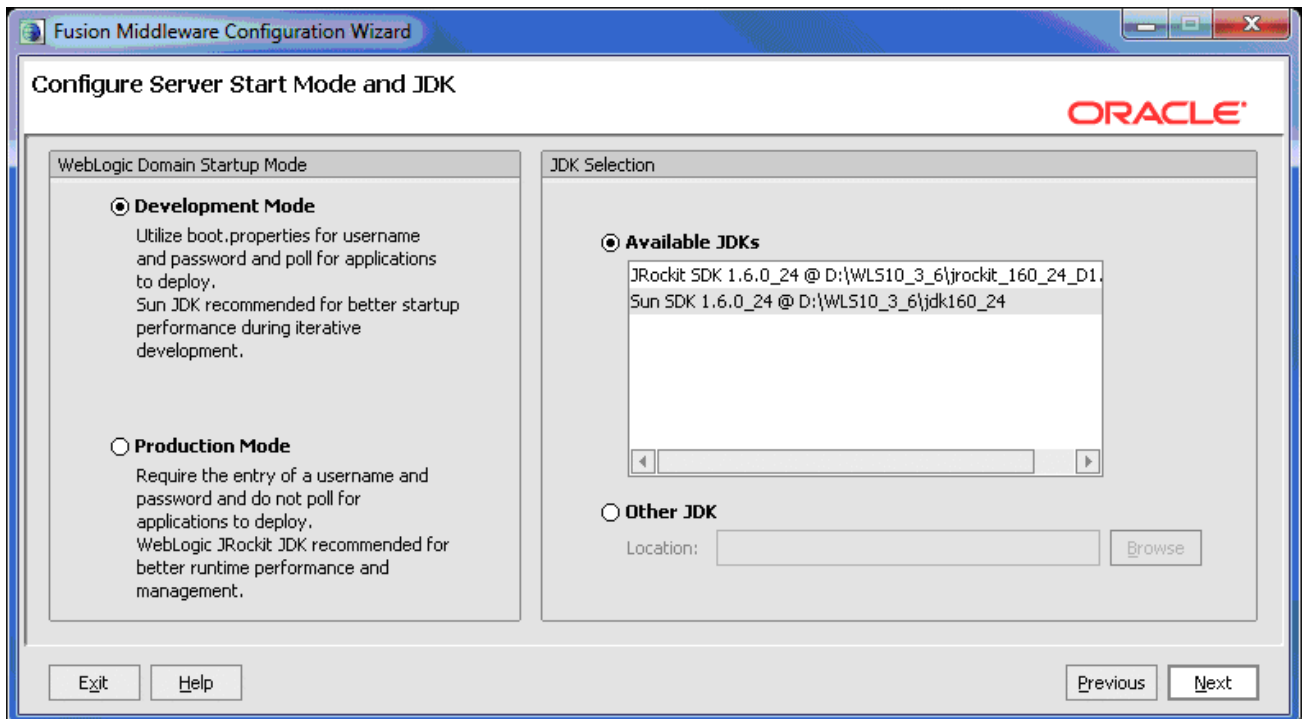 Fusion Middleware Configuration Wizard
Configure Server Start Mode and JDK
ORACLE
WebLogic Domain Startup Mode
Development Mode
Utilize boot.properties for username
and password and poll for applications
to deploy.
Sun JDK recommended for better startup
performance during iterative
development.
Production Mode
Require the entry of a username and
password and do not poll for
applications to deploy.
WebLogic JRockit JDK recommended for
better runtime performance and
management.
JDK Selection
Available JDKs
JRockit SDK 1.6.0_24 @ D:\WLS10_3_6\jrockit_160_24_D1.
Sun SDK 1.6.0_24 @ D:\WLS10_3_6\jdk160_24
Other JDK
Location:
Browse
Exit
Help
Previous
Next